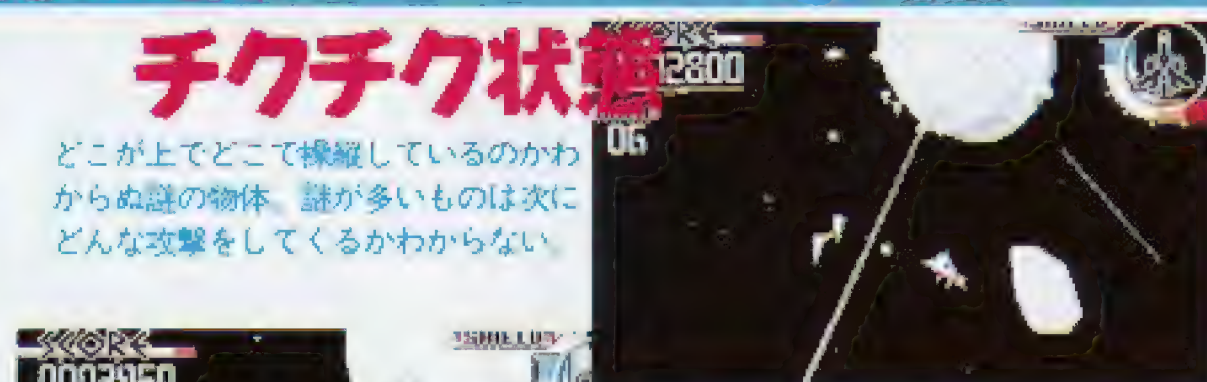 チクチク状態
どこが上でどこで操縦しているのかわ
からぬ謎の物体、謎が多いものは次に
どんな攻撃をしてくるかわからない。
SCORE
2800
06
SHIELD
SCORE
0003950
SHIELD